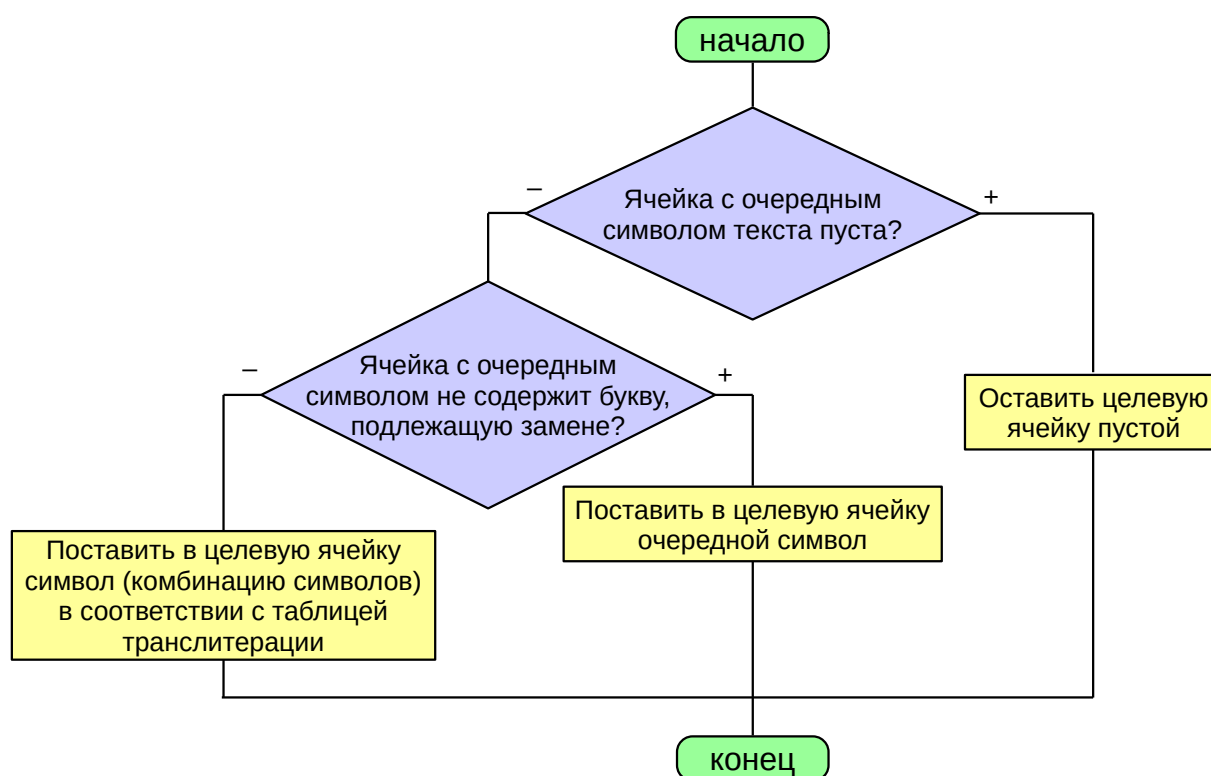 начало
Ячейка с очередным
символом текста пуста?
–
+
Ячейка с очередным
символом не содержит букву,
подлежащую замене?
–
+
Оставить целевую
ячейку пустой
Поставить в целевую ячейку
очередной символ
Поставить в целевую ячейку
символ (комбинацию символов)
в соответствии с таблицей
транслитерации
конец